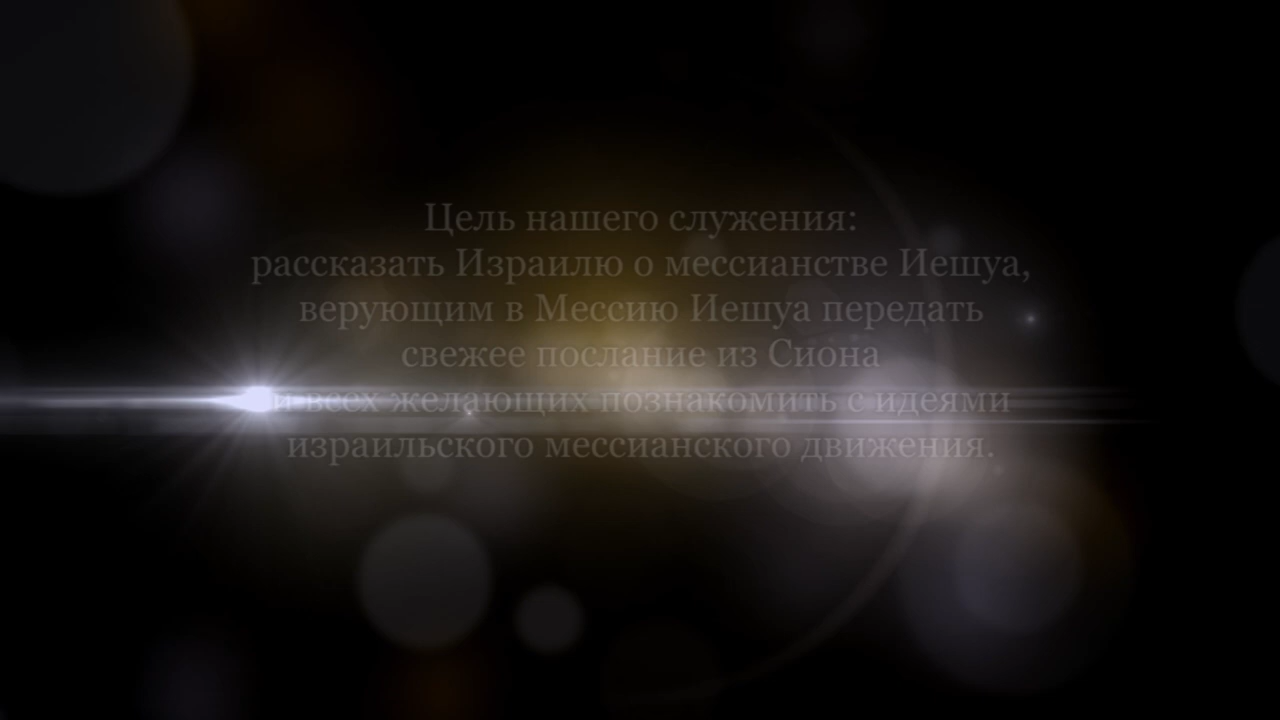 Цель нашего служения:
рассказать Израилю о мессианстве Иешуа,
верующим в Мессию Иешуа передать
свежее послание из Сиона
и всех желающих познакомить с идеями
израильского мессианского движения.